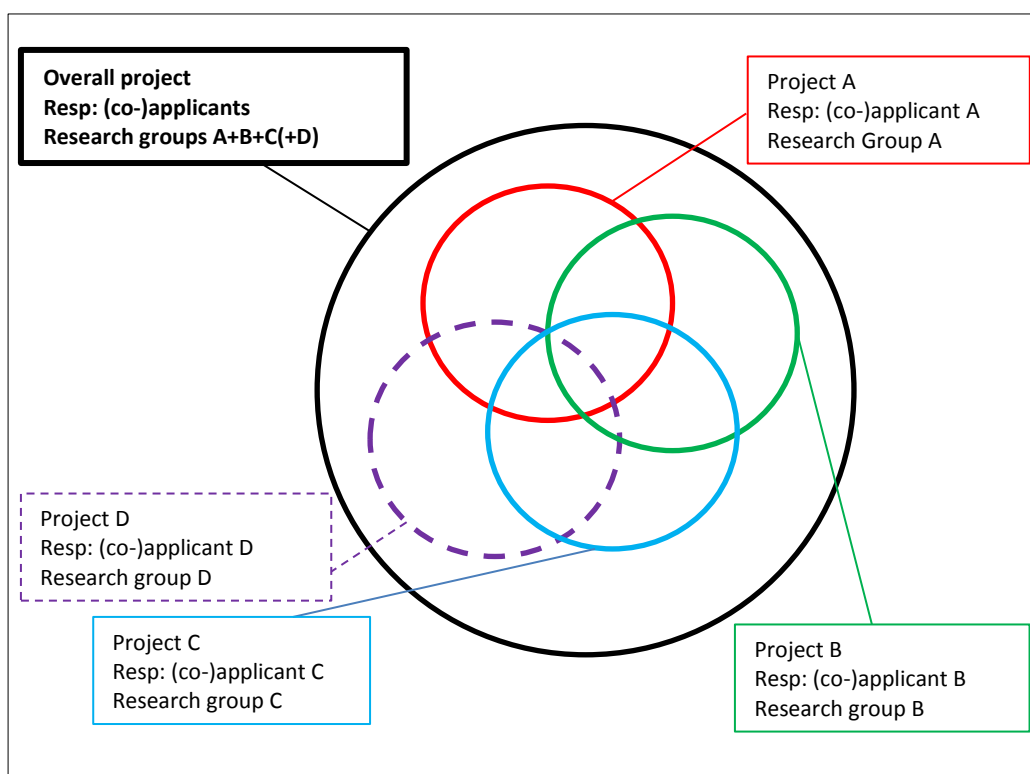 Overall project
Resp: (co-)applicants
Research groups A+B+C(+D)
Project A
Resp: (co-)applicant A
Research Group A
Project D
Resp: (co-)applicant D
Research group D
Project C
Resp: (co-)applicant C
Research group C
Project B
Resp: (co-)applicant B
Research group B